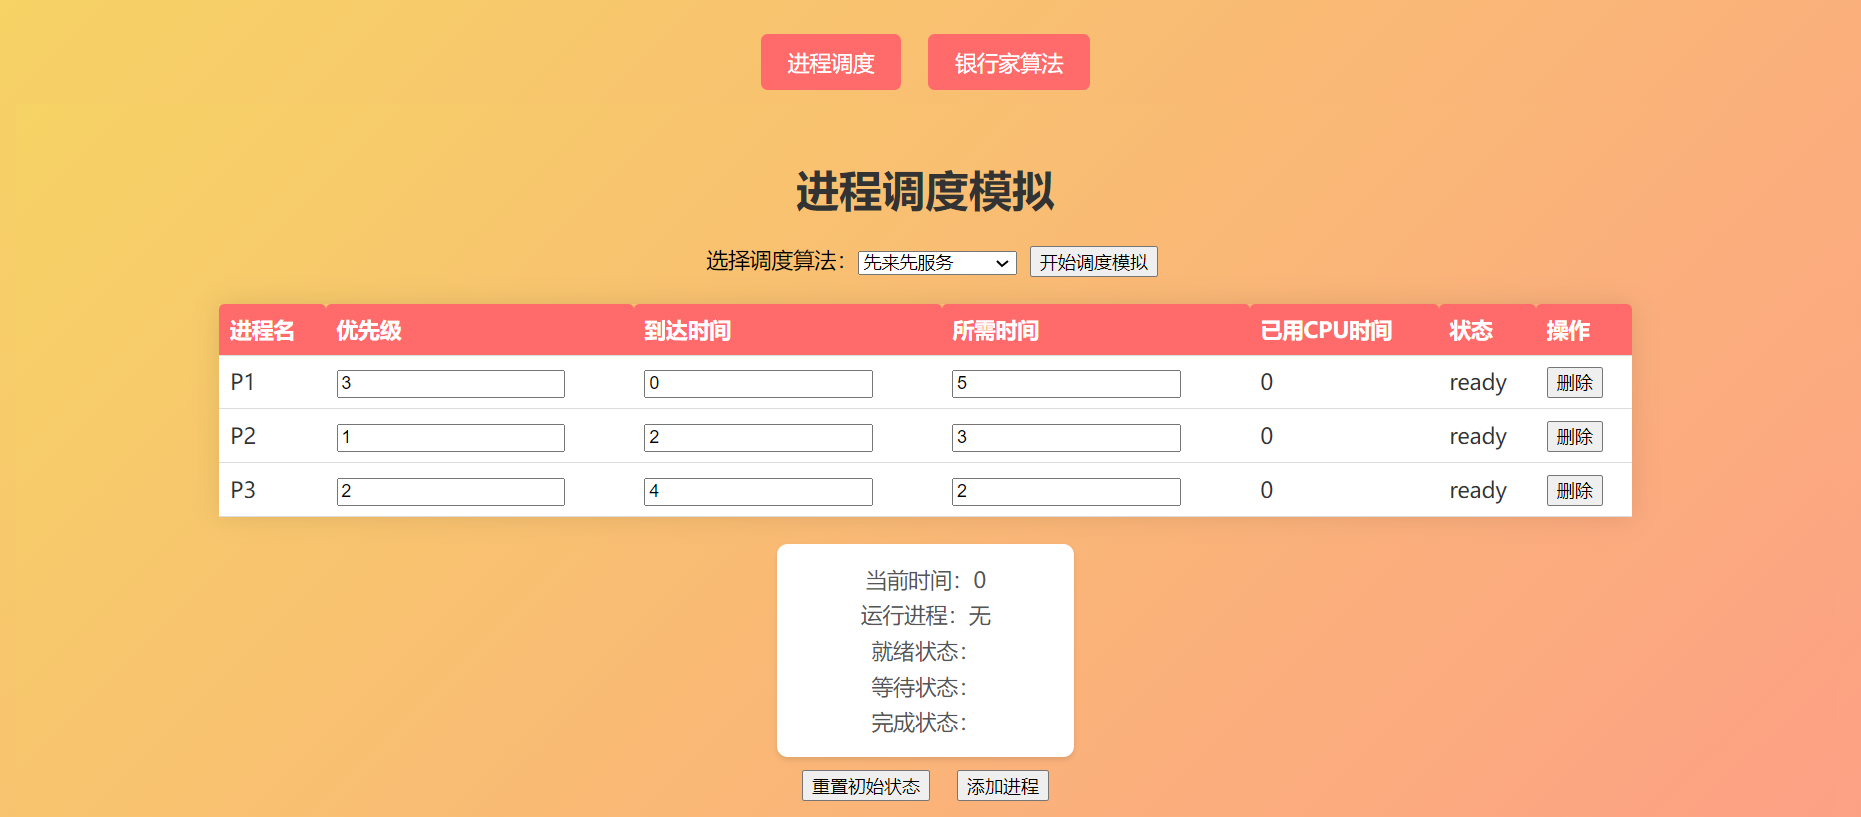 进程调度 银行家算法
进程调度模拟
选择调度算法： 先来先服务 开始调度模拟
进程名 优先级 到达时间 所需时间 已用CPU时间 状态 操作
P1 3 0 5 0 ready 删除
P2 1 2 3 0 ready 删除
P3 2 4 2 0 ready 删除
当前时间：0
运行进程：无
就绪状态：
等待状态：
完成状态：
重置初始状态 添加进程